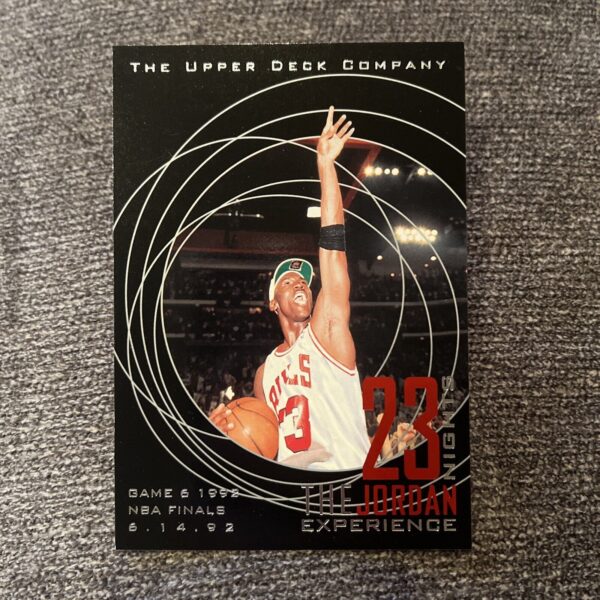 THE UPPER DECK COMPANY
BULLS
23
23
NIGHTS
THE JORDAN
EXPERIENCE
GAME 6 1992
NBA FINALS
6.14.92